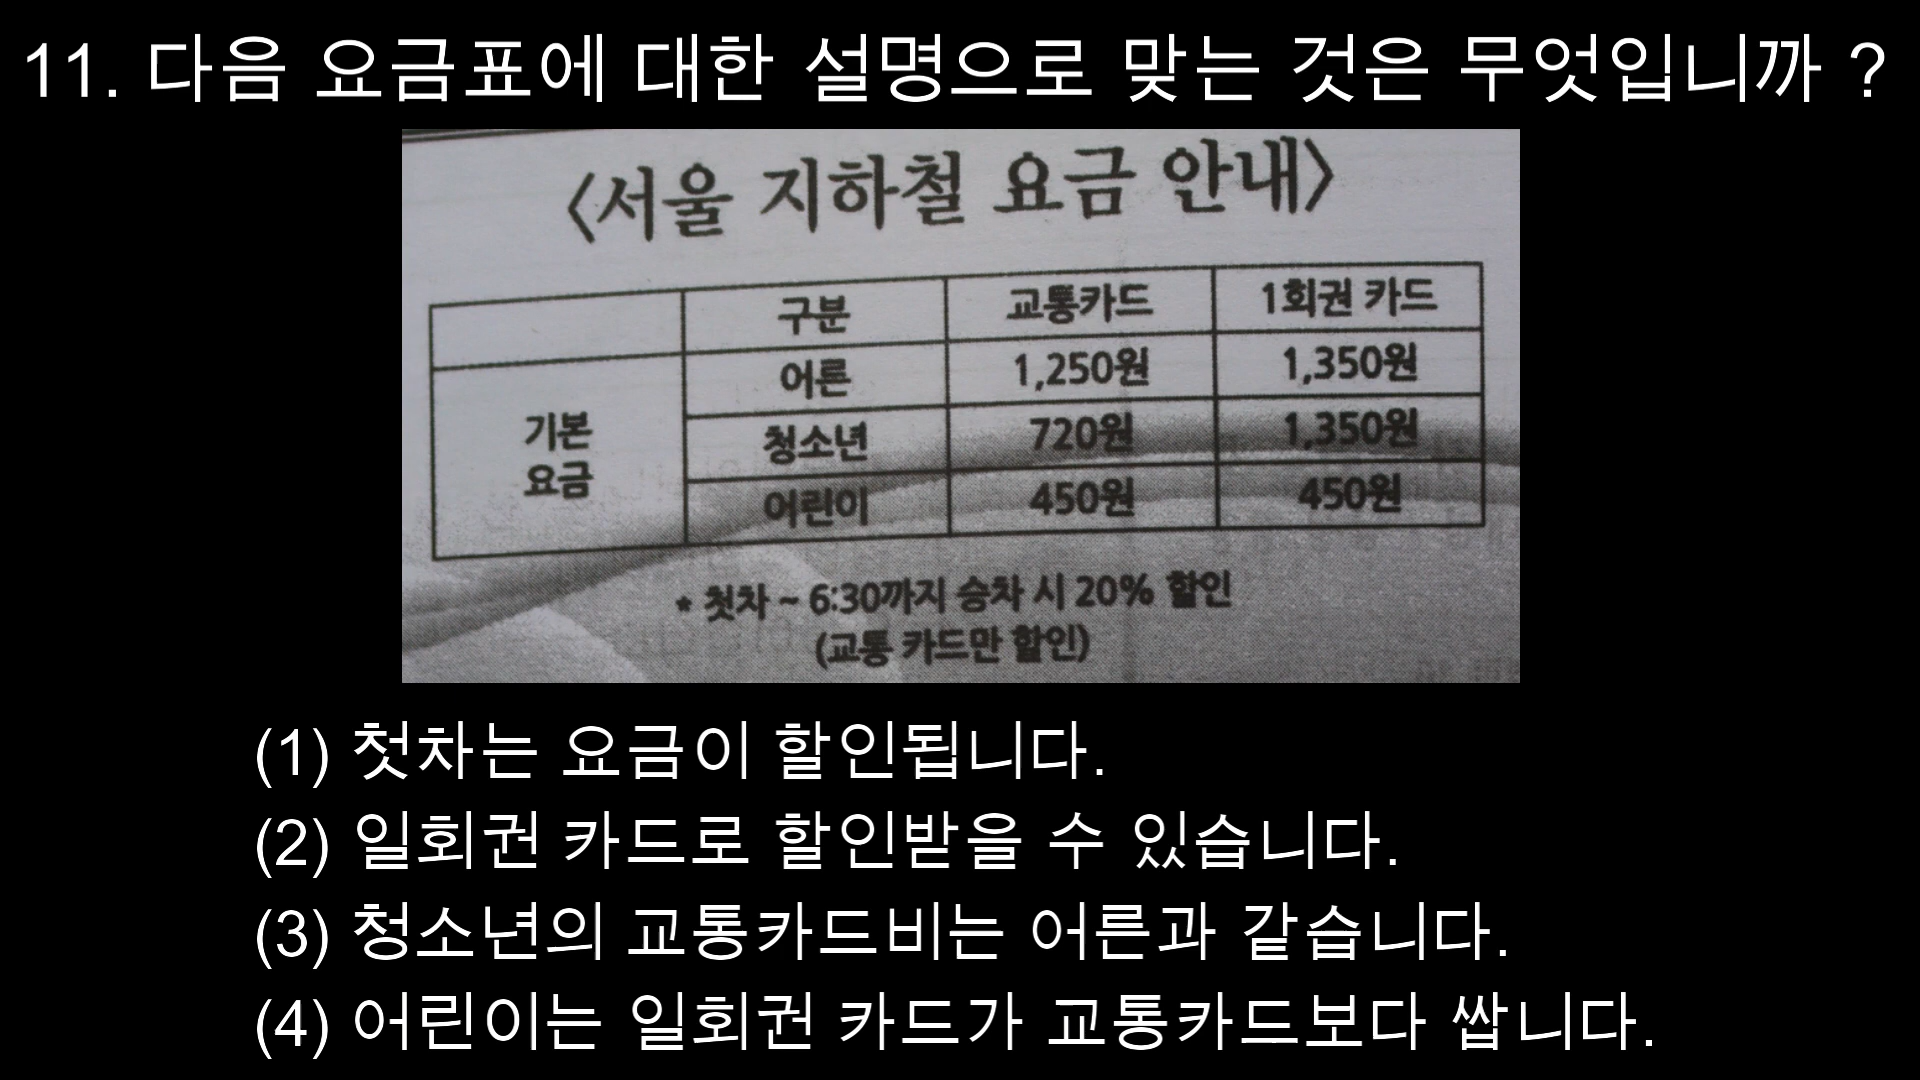 11. 다음 요금표에 대한 설명으로 맞는 것은 무엇입니까 ?
<서울 지하철 요금 안내>
구분 교통카드 1회권 카드
어른 1,250원 1,350원
기본 요금 청소년 720원 1,350원
어린이 450원 450원
* 첫차 ~ 6:30까지 승차 시 20% 할인
(교통 카드만 할인)
(1) 첫차는 요금이 할인됩니다.
(2) 일회권 카드로 할인받을 수 있습니다.
(3) 청소년의 교통카드비는 어른과 같습니다.
(4) 어린이는 일회권 카드가 교통카드보다 쌉니다.